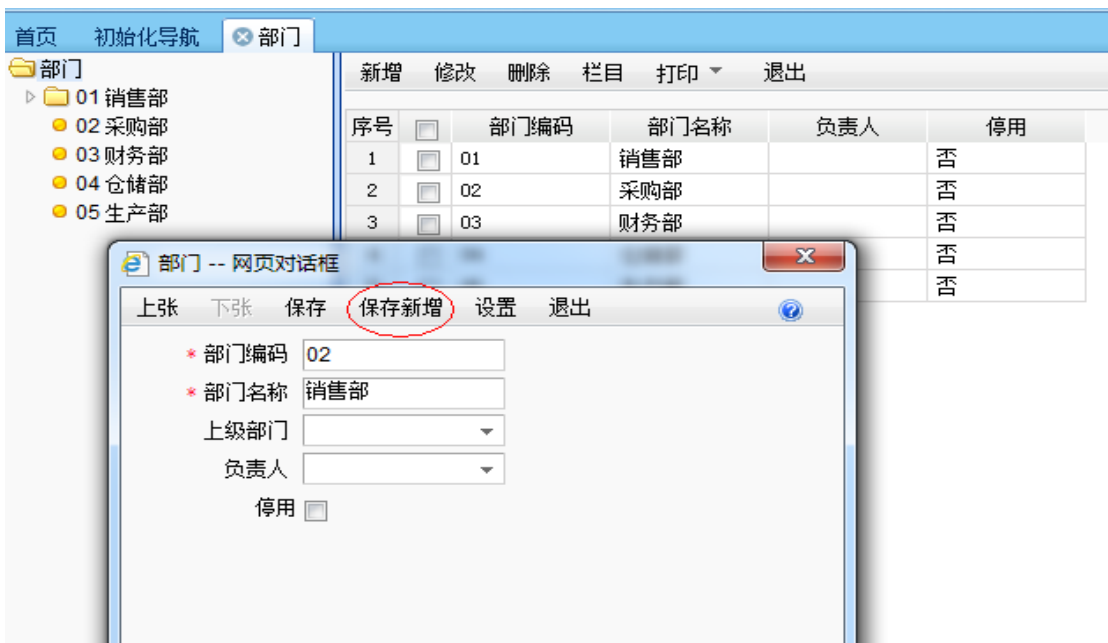 首页 初始化导航 部门
部门
01 销售部
02 采购部
03 财务部
04 仓储部
05 生产部
新增 修改 删除 栏目 打印 退出
序号 部门编码 部门名称 负责人 停用
1 01 销售部 否
2 02 采购部 否
3 03 财务部 否
否
否
部门 -- 网页对话框
上张 下张 保存 保存新增 设置 退出
* 部门编码 02
* 部门名称 销售部
上级部门
负责人
停用